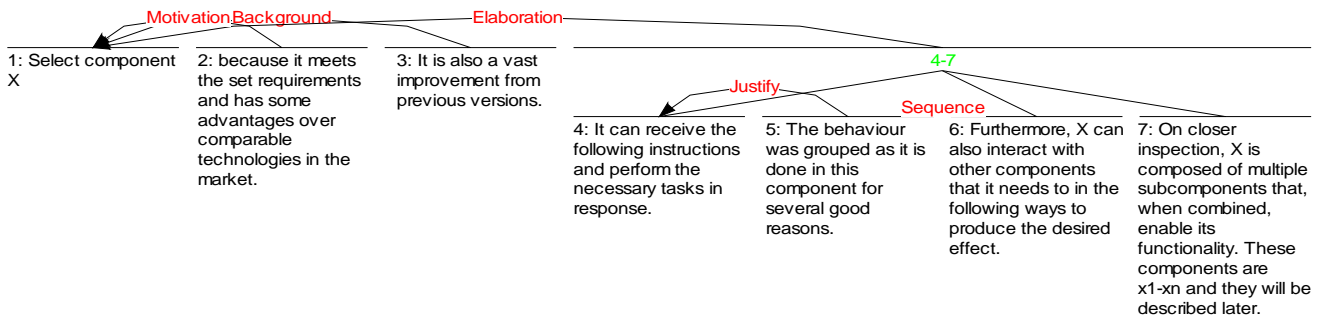 Motivation Background Elaboration
1: Select component
X
2: because it meets
the set requirements
and has some
advantages over
comparable
technologies in the
market.
3: It is also a vast
improvement from
previous versions.
4-7
Justify
Sequence
4: It can receive the
following instructions
and perform the
necessary tasks in
response.
5: The behaviour
was grouped as it is
done in this
component for
several good
reasons.
6: Furthermore, X can
also interact with
other components
that it needs to in the
following ways to
produce the desired
effect.
7: On closer
inspection, X is
composed of multiple
subcomponents that,
when combined,
enable its
functionality. These
components are
x1-xn and they will be
described later.